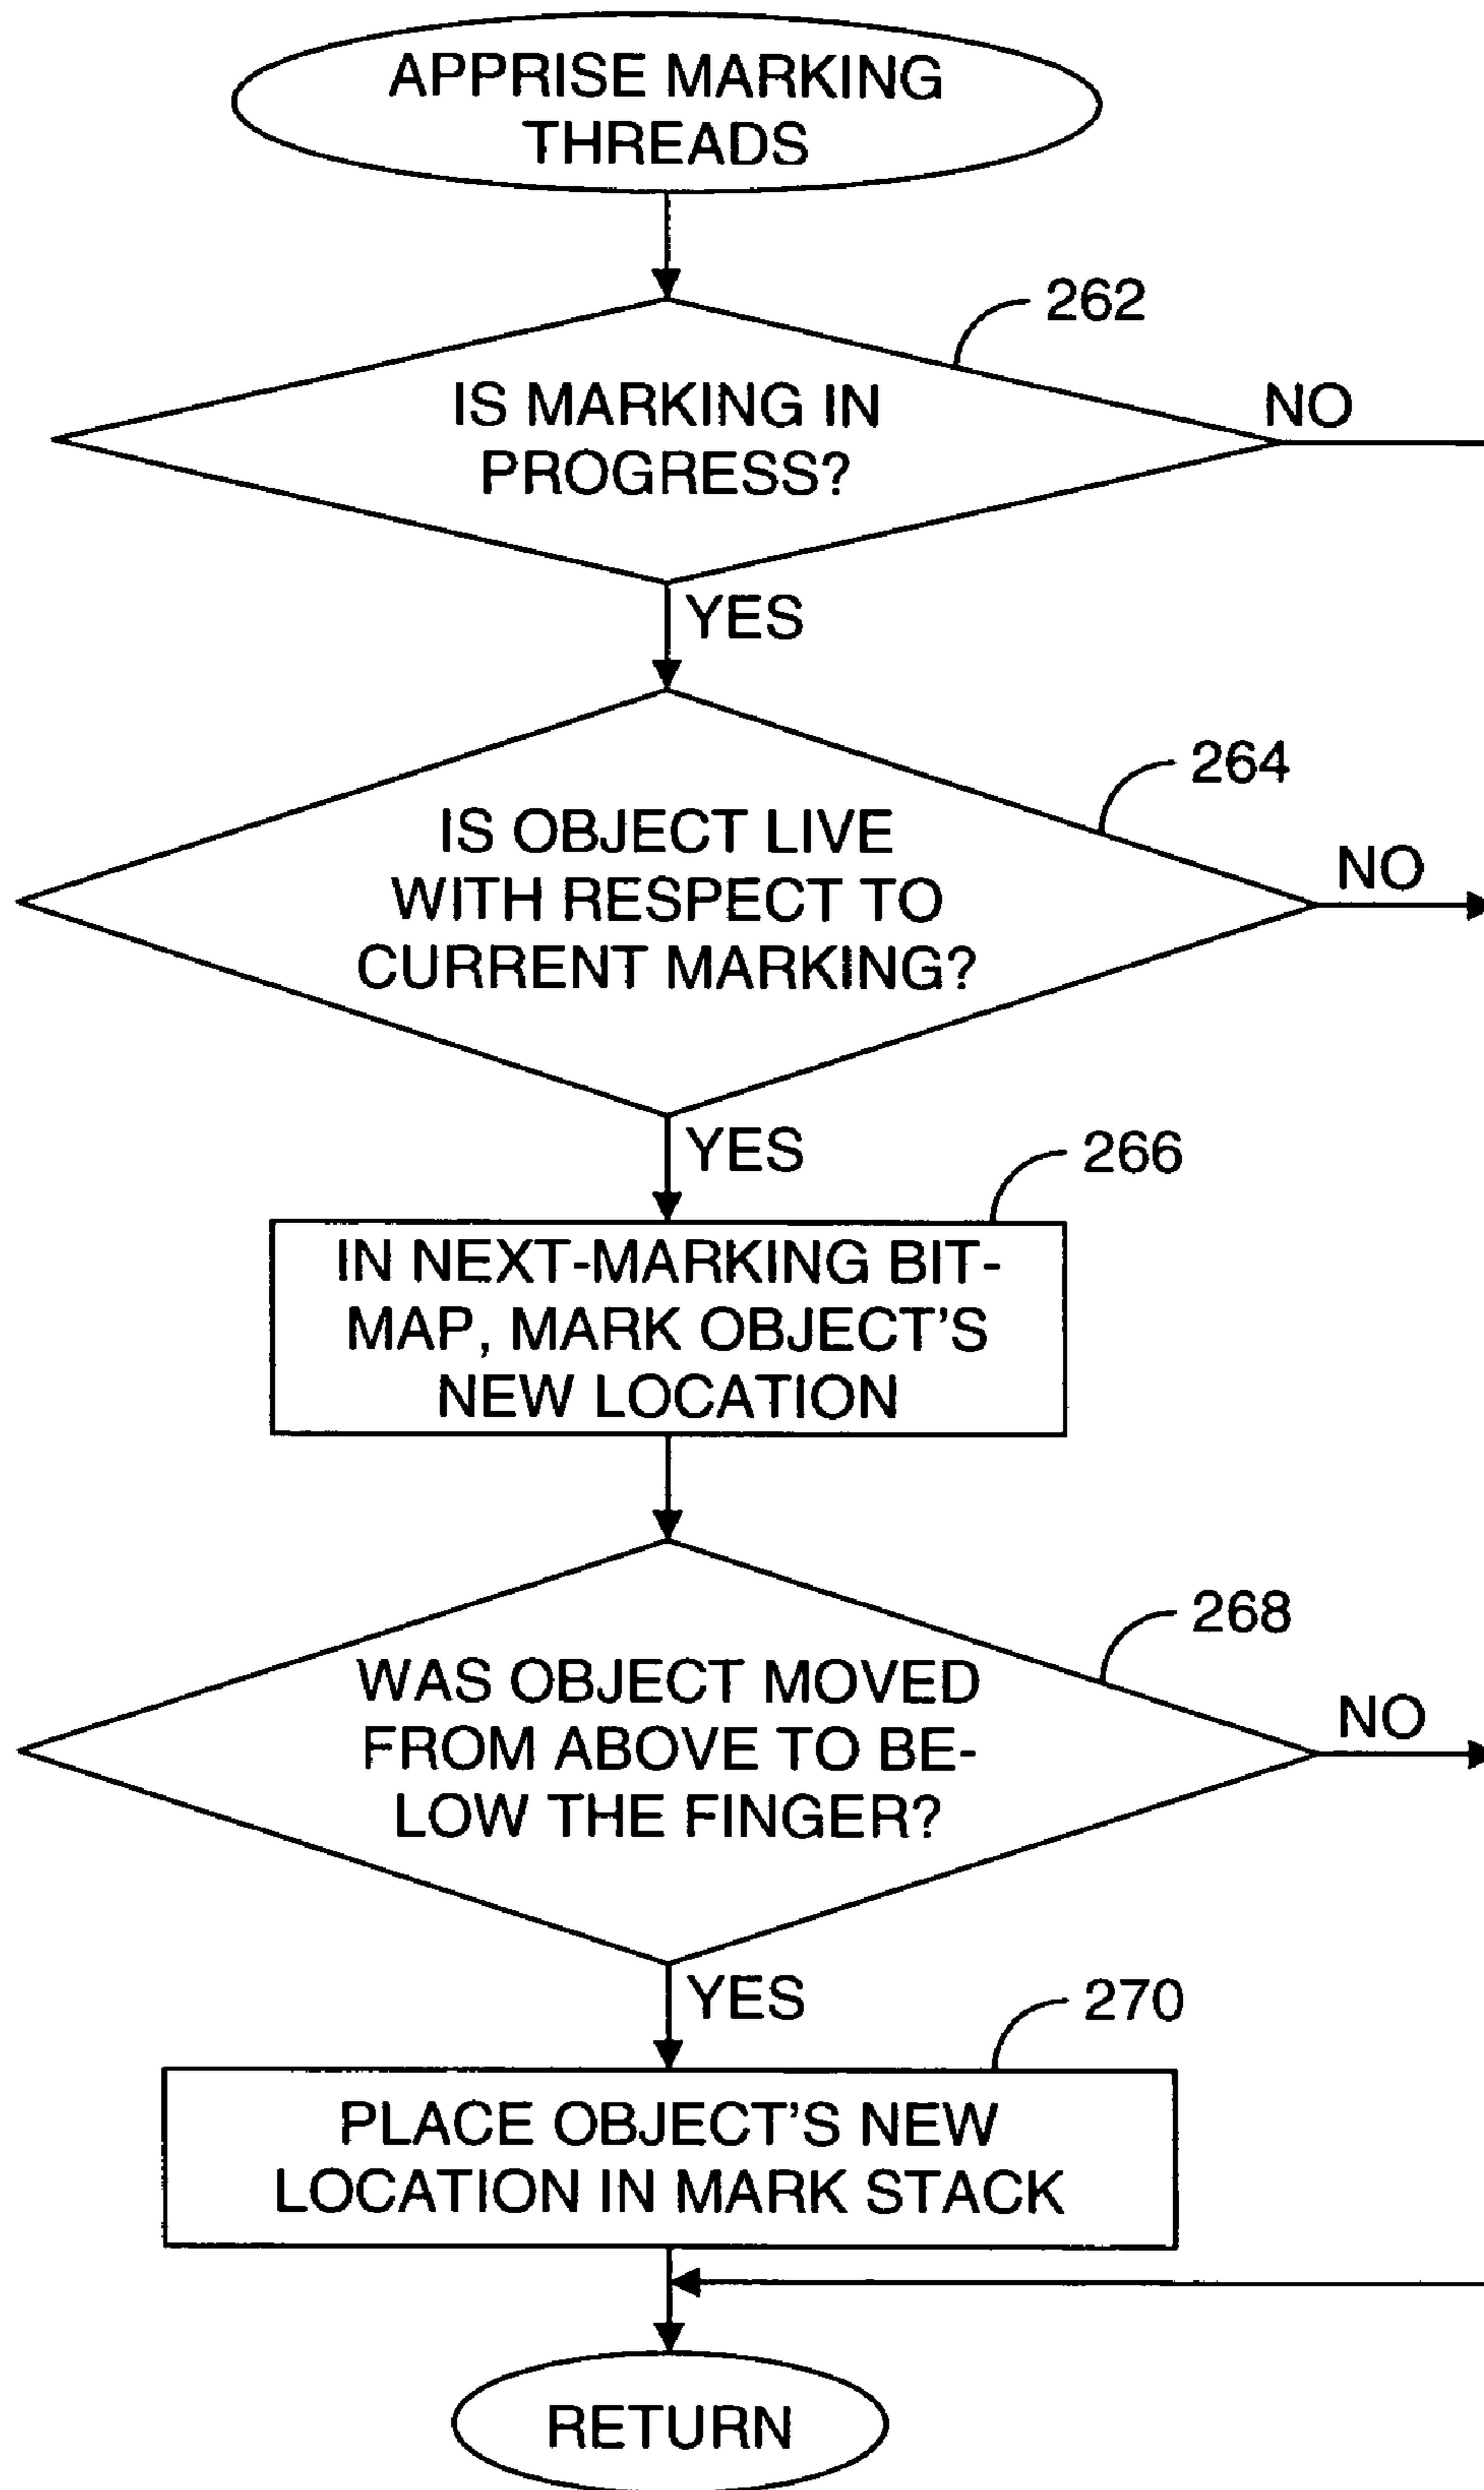 APPRISE MARKING
THREADS
262
IS MARKING IN
PROGRESS?
NO
YES
264
IS OBJECT LIVE
WITH RESPECT TO
CURRENT MARKING?
NO
YES
266
IN NEXT-MARKING BIT-
MAP, MARK OBJECT'S
NEW LOCATION
268
WAS OBJECT MOVED
FROM ABOVE TO BE-
LOW THE FINGER?
NO
YES
270
PLACE OBJECT'S NEW
LOCATION IN MARK STACK
RETURN